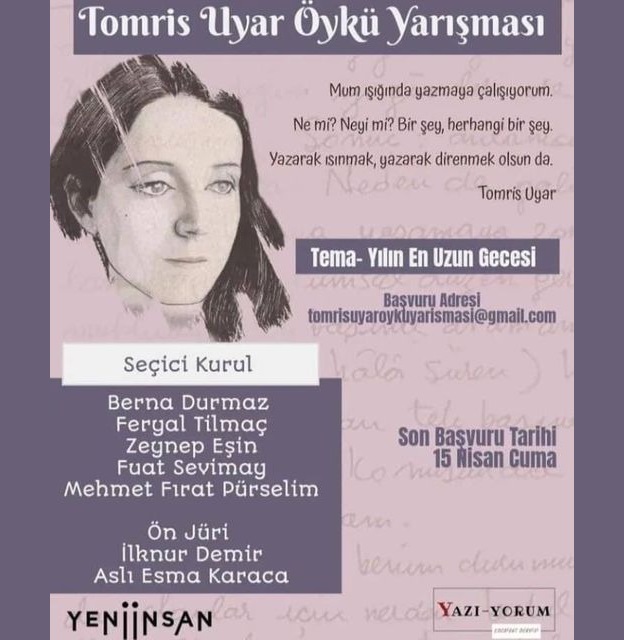 Tomris Uyar Öykü Yarışması
Mum ışığında yazmaya çalışıyorum.
Ne mi? Neyi mi? Bir şey, herhangi bir şey.
Yazarak ısınmak, yazarak direnmek olsun da.
Tomris Uyar
Tema- Yılın En Uzun Gecesi
Başvuru Adresi
tomrisuyaroykuyarismasi@gmail.com
Seçici Kurul
Berna Durmaz
Feryal Tilmaç
Zeynep Eşin
Fuat Sevimay
Mehmet Fırat Pürselim
Son Başvuru Tarihi
15 Nisan Cuma
Ön Jüri
İlknur Demir
Aslı Esma Karaca
YENİİNSAN
YAZI-YORUM